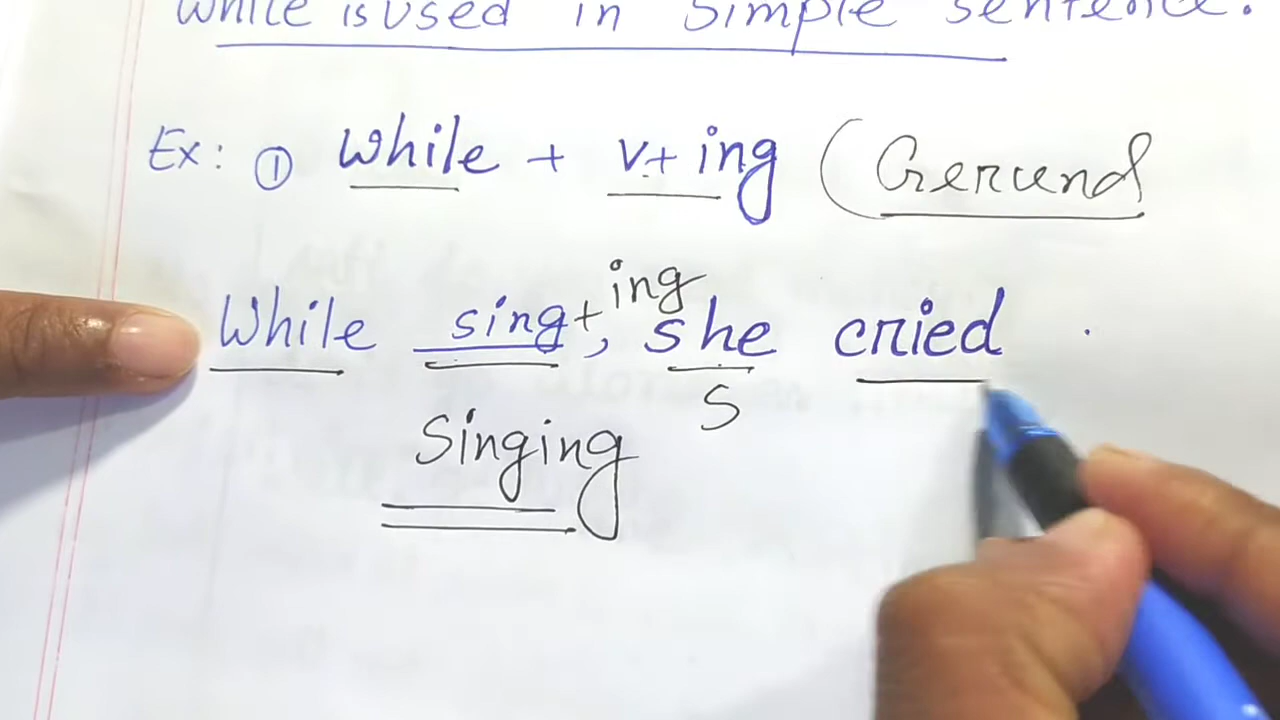 While is used in Simple sentence.
Ex: ① While + v+ing (Gerund
While sing+ing, she cried .
S
Singing